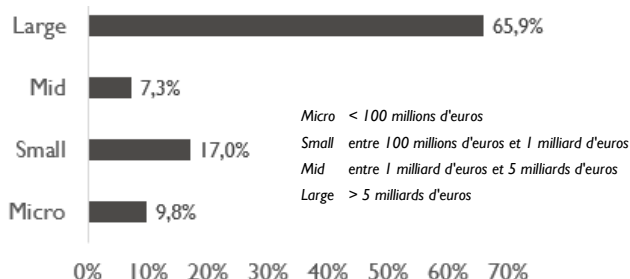 Large 65,9%
Mid 7,3%
Micro < 100 millions d'euros
Small entre 100 millions d'euros et 1 milliard d'euros
Small 17,0%
Mid entre 1 milliard d'euros et 5 milliards d'euros
Large > 5 milliards d'euros
Micro 9,8%
0% 10% 20% 30% 40% 50% 60% 70%